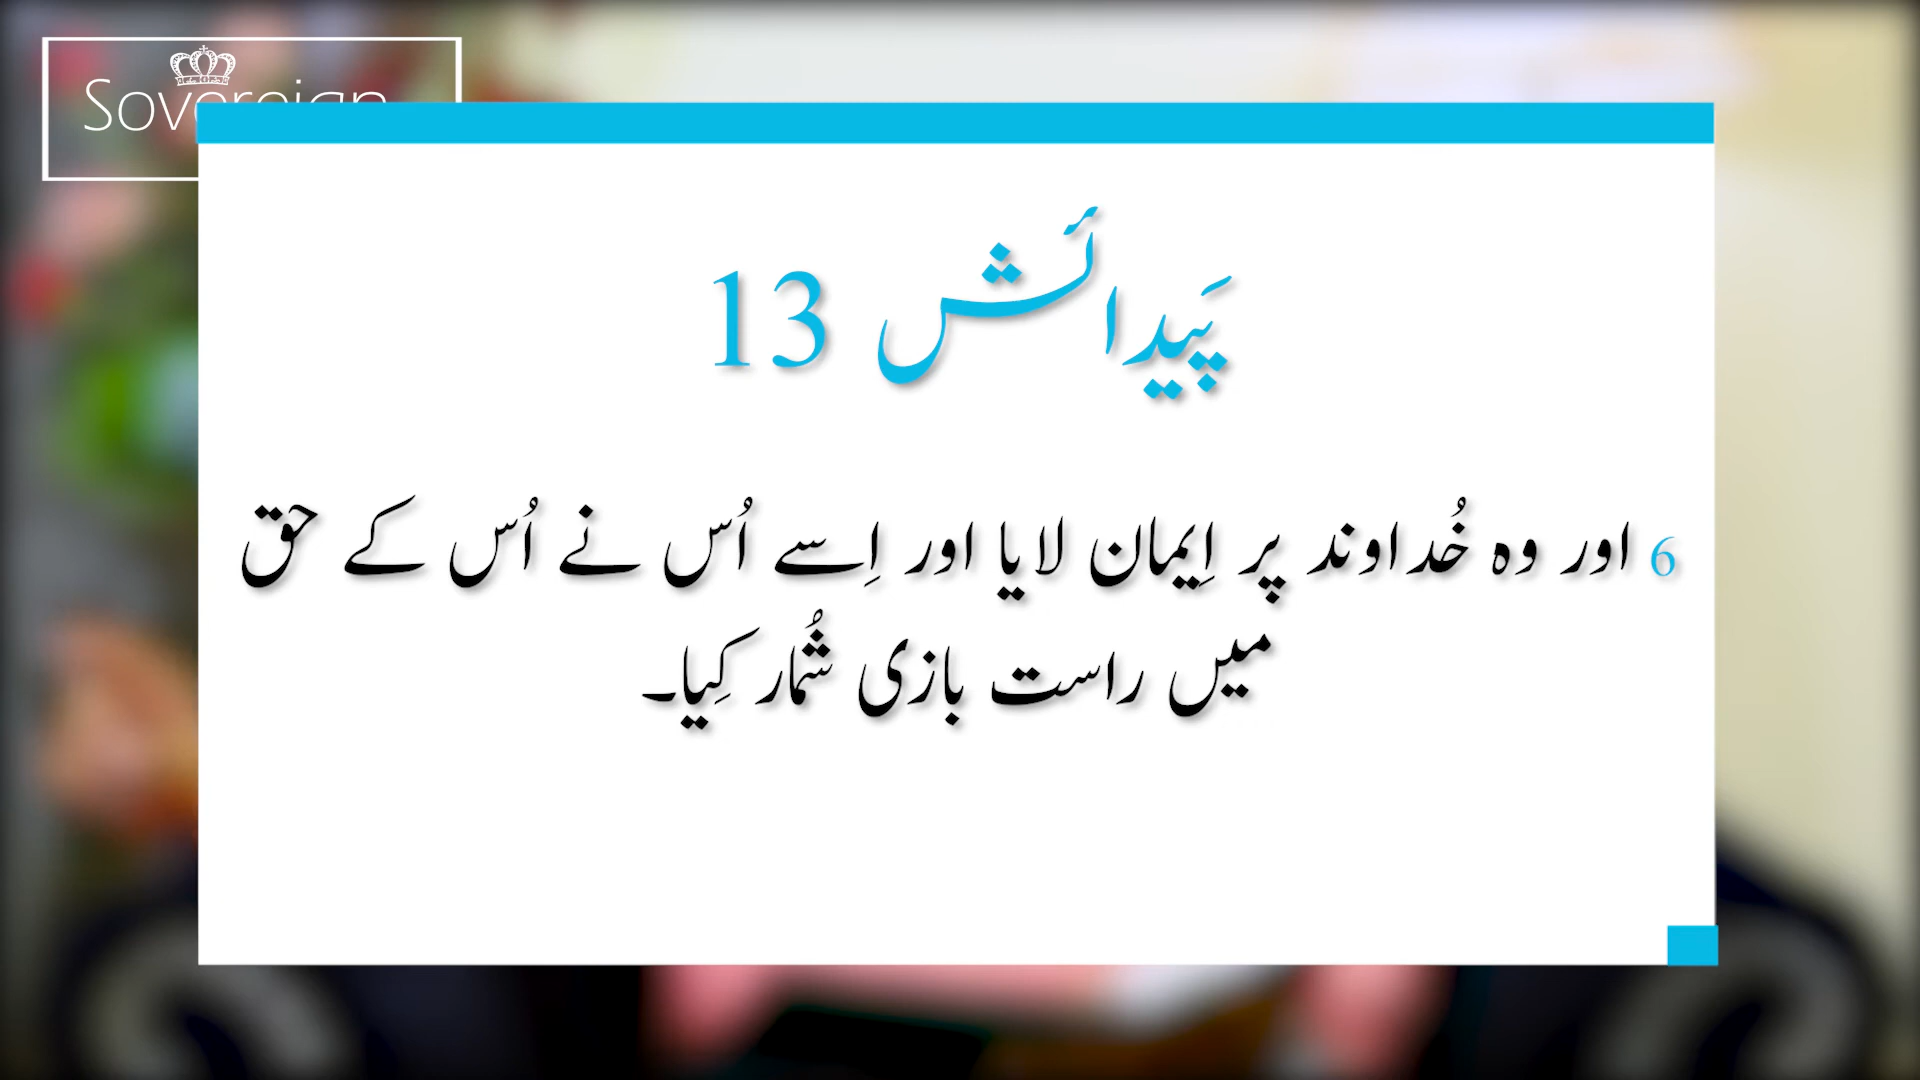 پَیدائش 13
6 اور وہ خُداوند پر اِیمان لایا اور اِسے اُس نے اُس کے حق
میں راست بازی شُمار کِیا۔